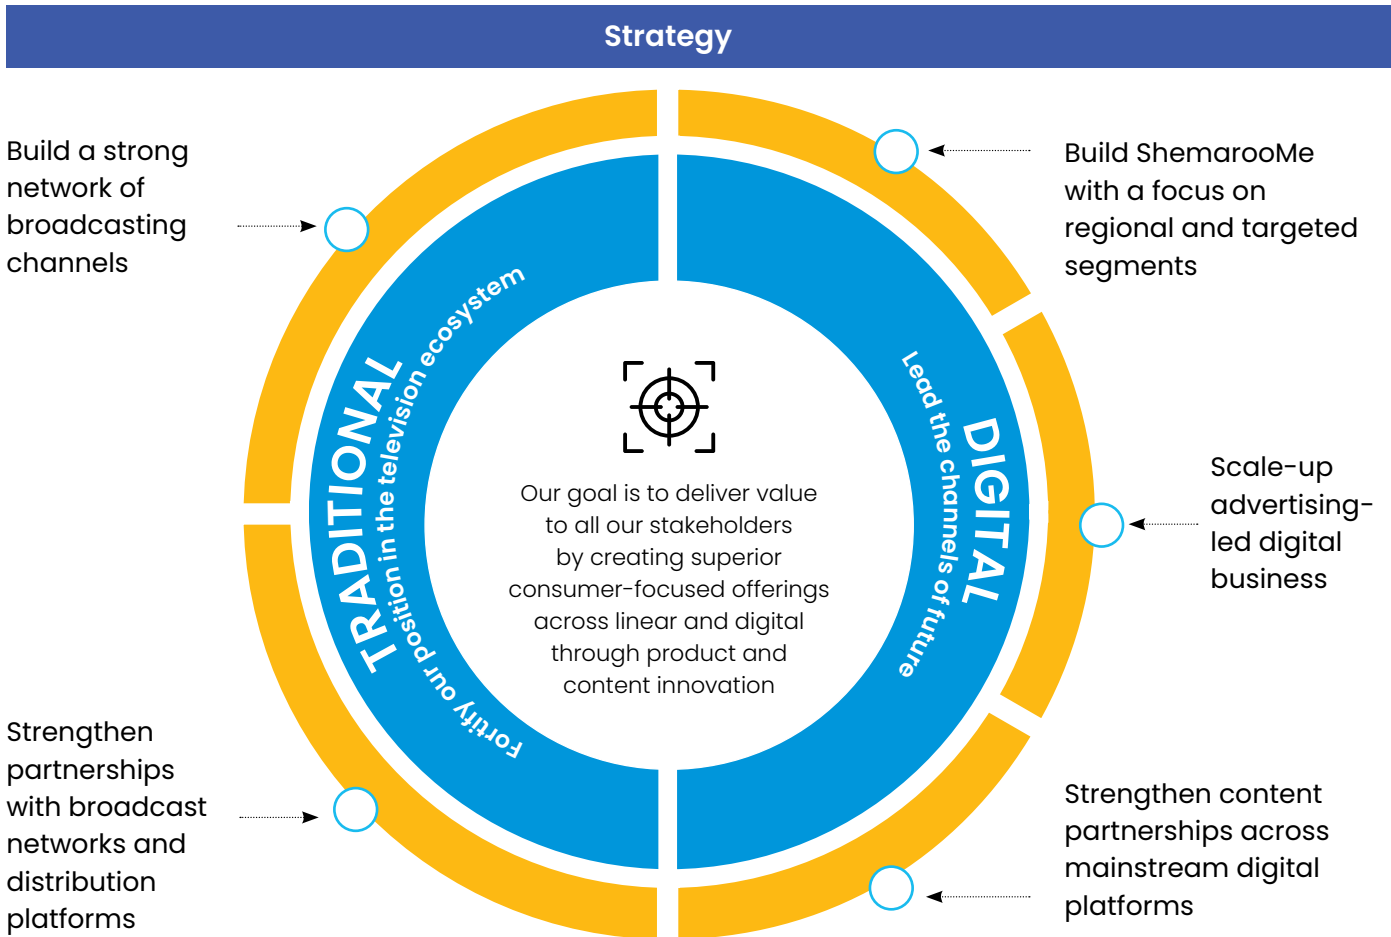 Strategy
Build a strong
network of
broadcasting
channels
Strengthen
partnerships
with broadcast
networks and
distribution
platforms
TRADITIONAL
Fortify our position in the television ecosystem
Our goal is to deliver value
to all our stakeholders
by creating superior
consumer-focused offerings
across linear and digital
through product and
content innovation
DIGITAL
Lead the channels of future
Build ShemarooMe
with a focus on
regional and targeted
segments
Scale-up
advertising-
led digital
business
Strengthen content
partnerships across
mainstream digital
platforms